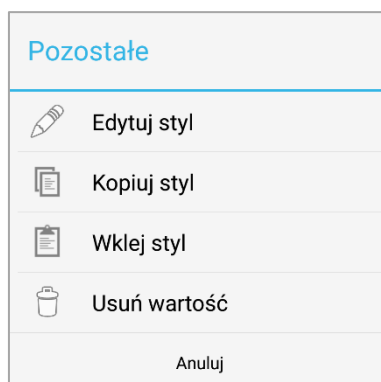 Pozostałe
Edytuj styl
Kopiuj styl
Wklej styl
Usuń wartość
Anuluj